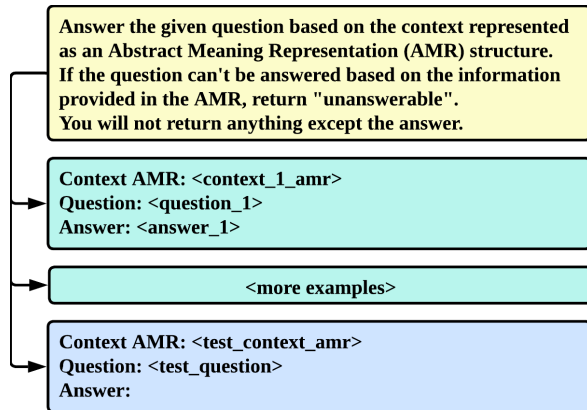 Answer the given question based on the context represented
as an Abstract Meaning Representation (AMR) structure.
If the question can't be answered based on the information
provided in the AMR, return "unanswerable".
You will not return anything except the answer.
Context AMR: <context_1_amr>
Question: <question_1>
Answer: <answer_1>
<more examples>
Context AMR: <test_context_amr>
Question: <test_question>
Answer: